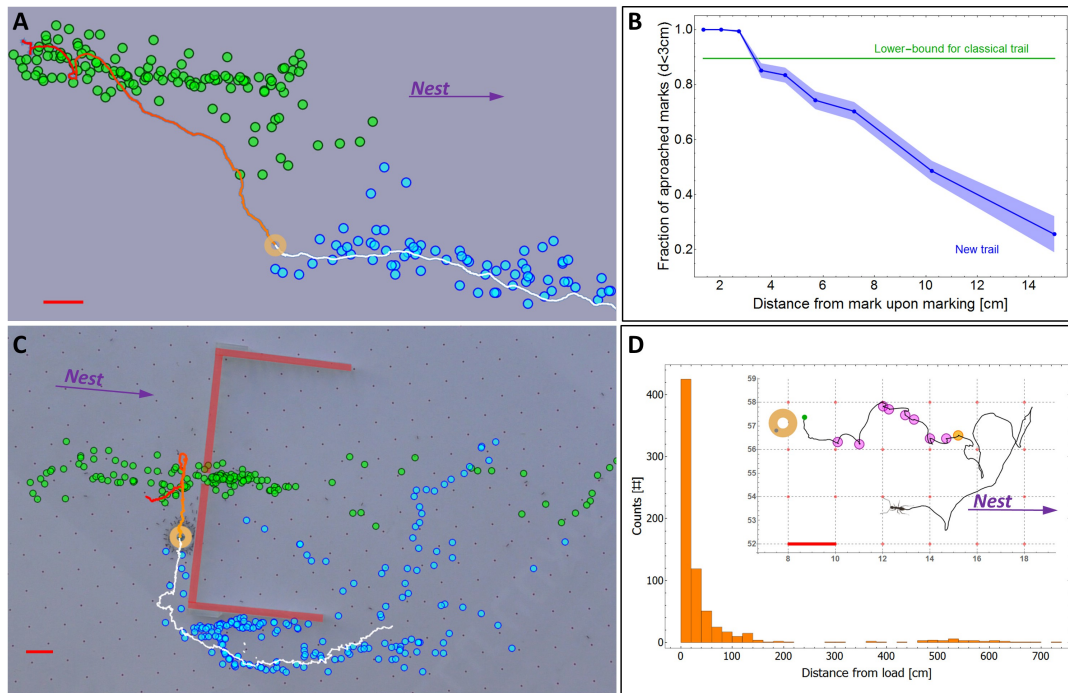 A
Nest
B
Fraction of aproached marks (d<3cm)
1.0
0.8
0.6
0.4
0.2
Lower-bound for classical trail
New trail
2
4
6
8
10
12
14
Distance from mark upon marking [cm]
C
Nest
D
Counts [#]
400
300
200
100
0
59
58
56
54
53
52
8
10
12
14
16
18
Nest
0
100
200
300
400
500
600
700
Distance from load [cm]